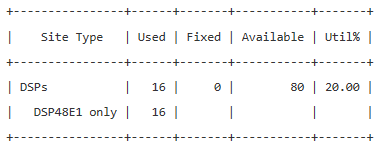 +----------------+------+-------+-----------+-------+
|    Site Type   | Used | Fixed | Available | Util% |
+----------------+------+-------+-----------+-------+
| DSPs           |   16 |     0 |        80 | 20.00 |
|   DSP48E1 only |   16 |       |           |       |
+----------------+------+-------+-----------+-------+